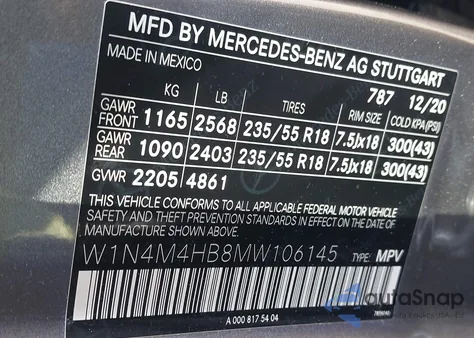 MFD BY MERCEDES-BENZ AG STUTTGART
MADE IN MEXICO 787 12/20
KG LB TIRES RIM SIZE COLD KPA(PSI)
GAWR FRONT 1165 2568 235/55 R18 7.5Jx18 300(43)
GAWR REAR 1090 2403 235/55 R18 7.5Jx18 300(43)
GWR 2205 4861
THIS VEHICLE CONFORMS TO ALL APPLICABLE FEDERAL MOTOR VEHICLE
SAFETY AND THEFT PREVENTION STANDARDS IN EFFECT ON THE DATE OF
MANUFACTURE SHOWN ABOVE.
W1N4M4HB8MW106145 TYPE: MPV
A 000 817 54 04
autoSnap